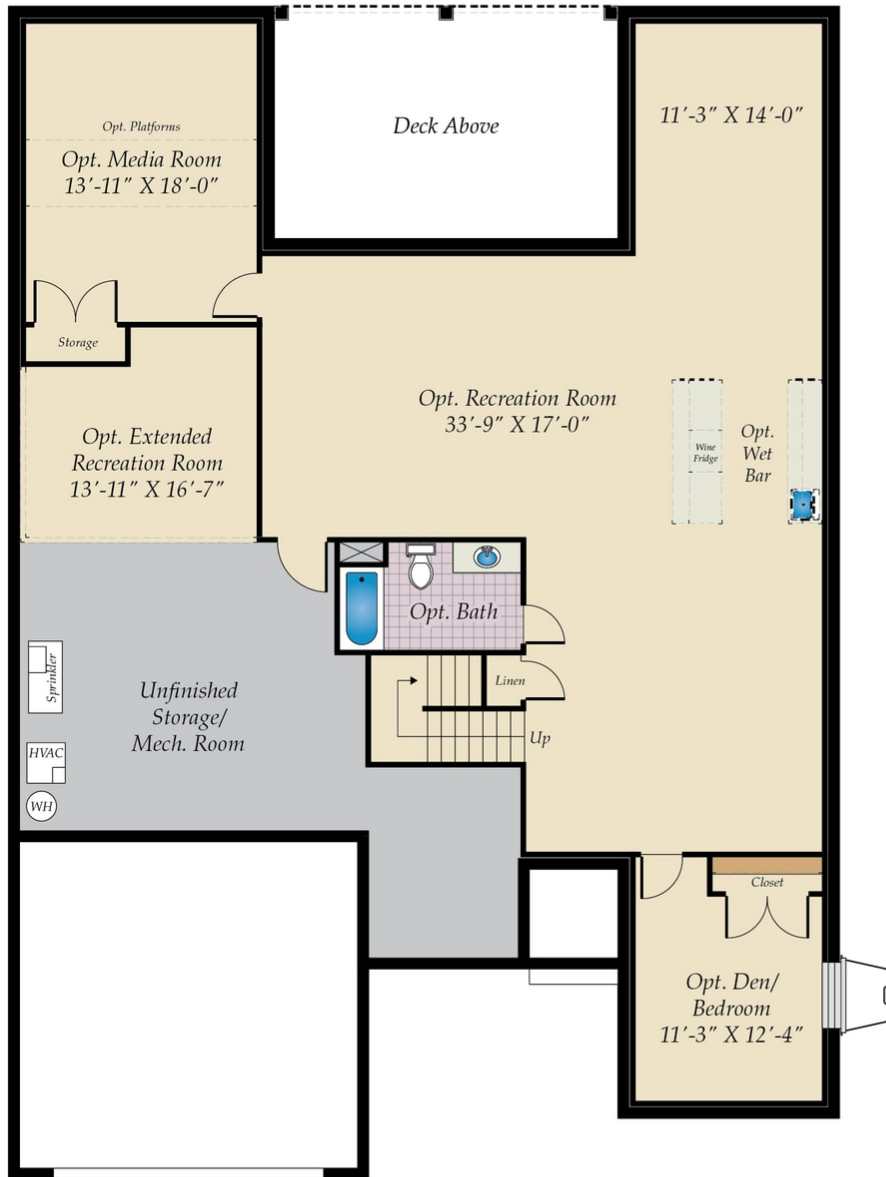 Opt. Platforms
Opt. Media Room
13'-11" X 18'-0"
Deck Above
11'-3" X 14'-0"
Storage
Opt. Extended
Recreation Room
13'-11" X 16'-7"
Opt. Recreation Room
33'-9" X 17'-0"
Wine
Fridge
Opt.
Wet
Bar
Opt. Bath
Linen
Up
Sprinkler
HVAC
WH
Unfinished
Storage/
Mech. Room
Closet
Opt. Den/
Bedroom
11'-3" X 12'-4"